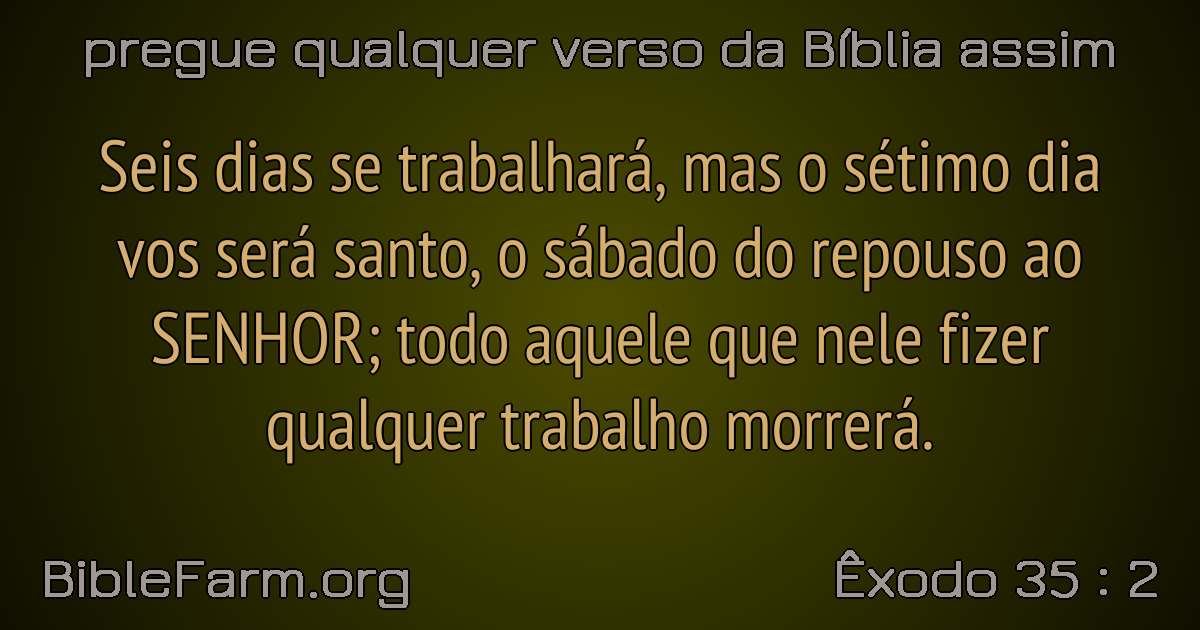 pregue qualquer verso da Bíblia assim
Seis dias se trabalhará, mas o sétimo dia
vos será santo, o sábado do repouso ao
SENHOR; todo aquele que nele fizer
qualquer trabalho morrerá.
BibleFarm.org
Êxodo 35 : 2